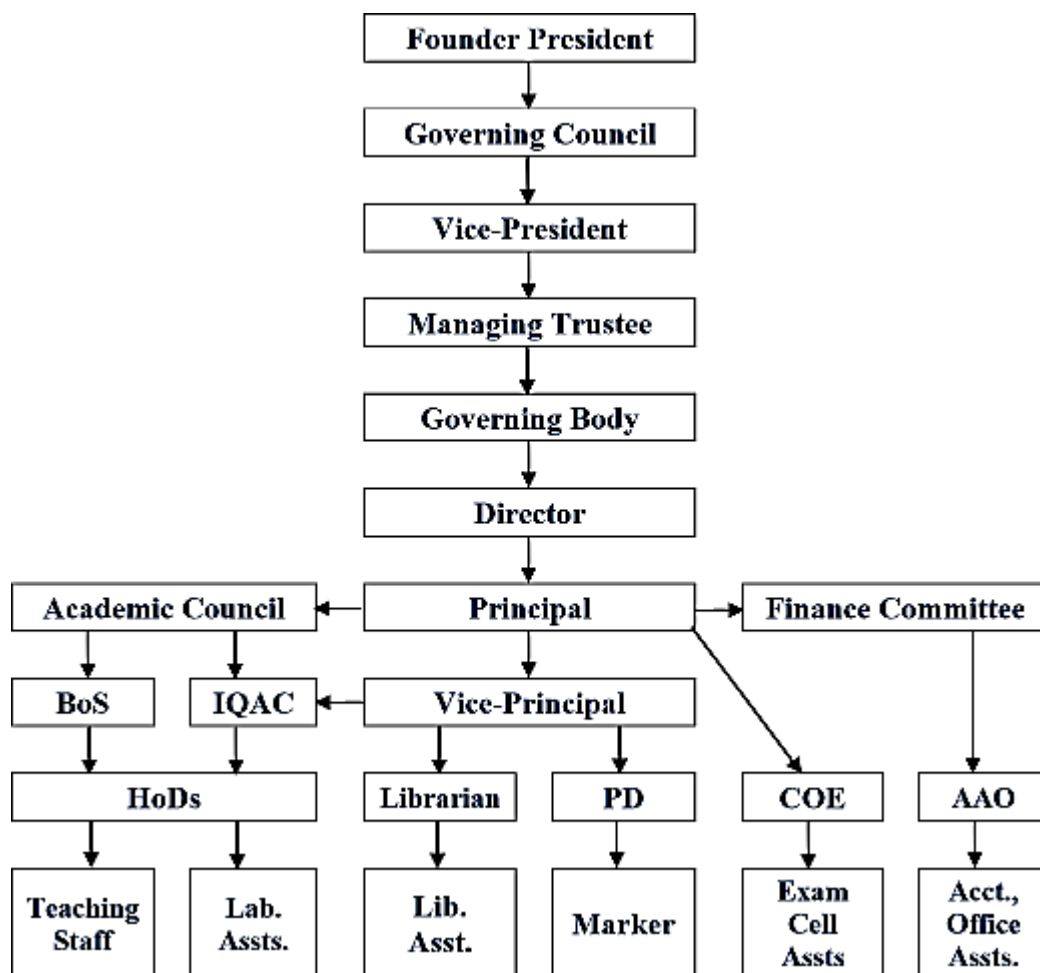 Founder President
Governing Council
Vice-President
Managing Trustee
Governing Body
Director
Academic Council
Principal
Finance Committee
BoS
IQAC
Vice-Principal
HoDs
Librarian
PD
COE
AAO
Teaching
Staff
Lab.
Assts.
Lib.
Asst.
Marker
Exam
Cell
Assts
Acct.,
Office
Assts.